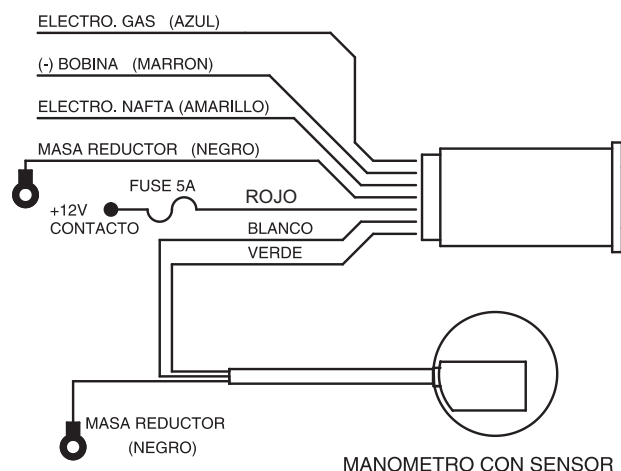 ELECTRO. GAS (AZUL)
(-) BOBINA (MARRON)
ELECTRO. NAFTA (AMARILLO)
MASA REDUCTOR (NEGRO)
FUSE 5A
ROJO
+12V
CONTACTO
BLANCO
VERDE
MASA REDUCTOR
(NEGRO)
MANOMETRO CON SENSOR